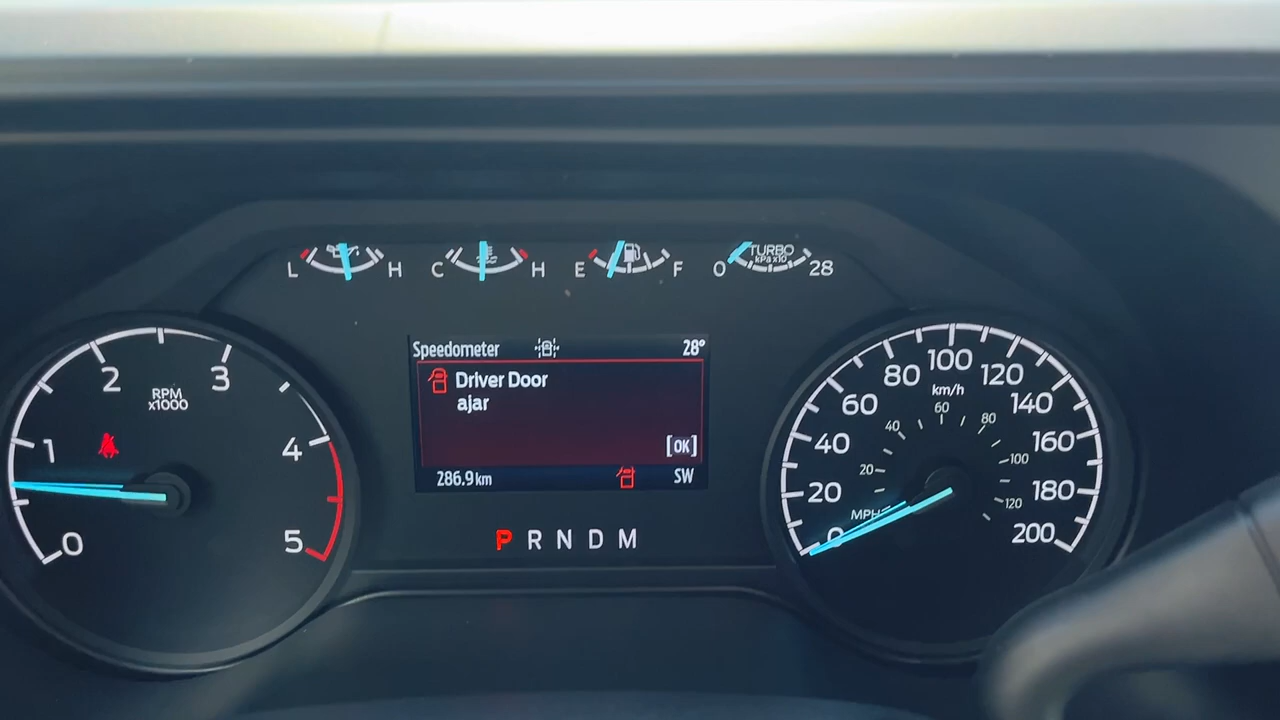 L H C H E F 0 TURBO 28
kPa x10
Speedometer 28°
Driver Door
ajar
[OK]
286.9 km SW
P R N D M
0 1 2 3 4 5
RPM
x1000
0 20 40 60 80 100 120 140 160 180 200
km/h
20 40 60 80 100 120
MPH